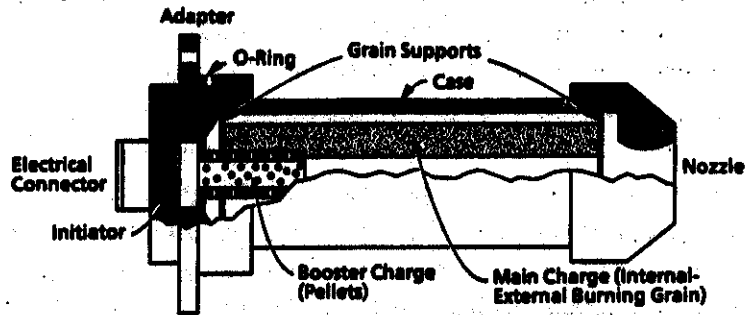 Adapter
O-Ring
Grain Supports
Case
Electrical
Connector
Nozzle
Initiator
Booster Charge
(Pellets)
Main Charge (Internal-
External Burning Grain)